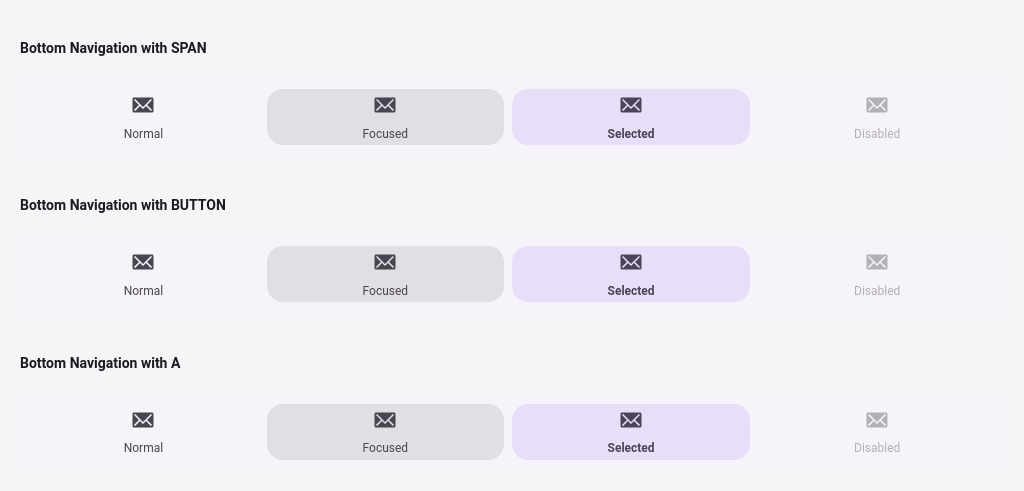 Bottom Navigation with SPAN
Normal Focused Selected Disabled
Bottom Navigation with BUTTON
Normal Focused Selected Disabled
Bottom Navigation with A
Normal Focused Selected Disabled